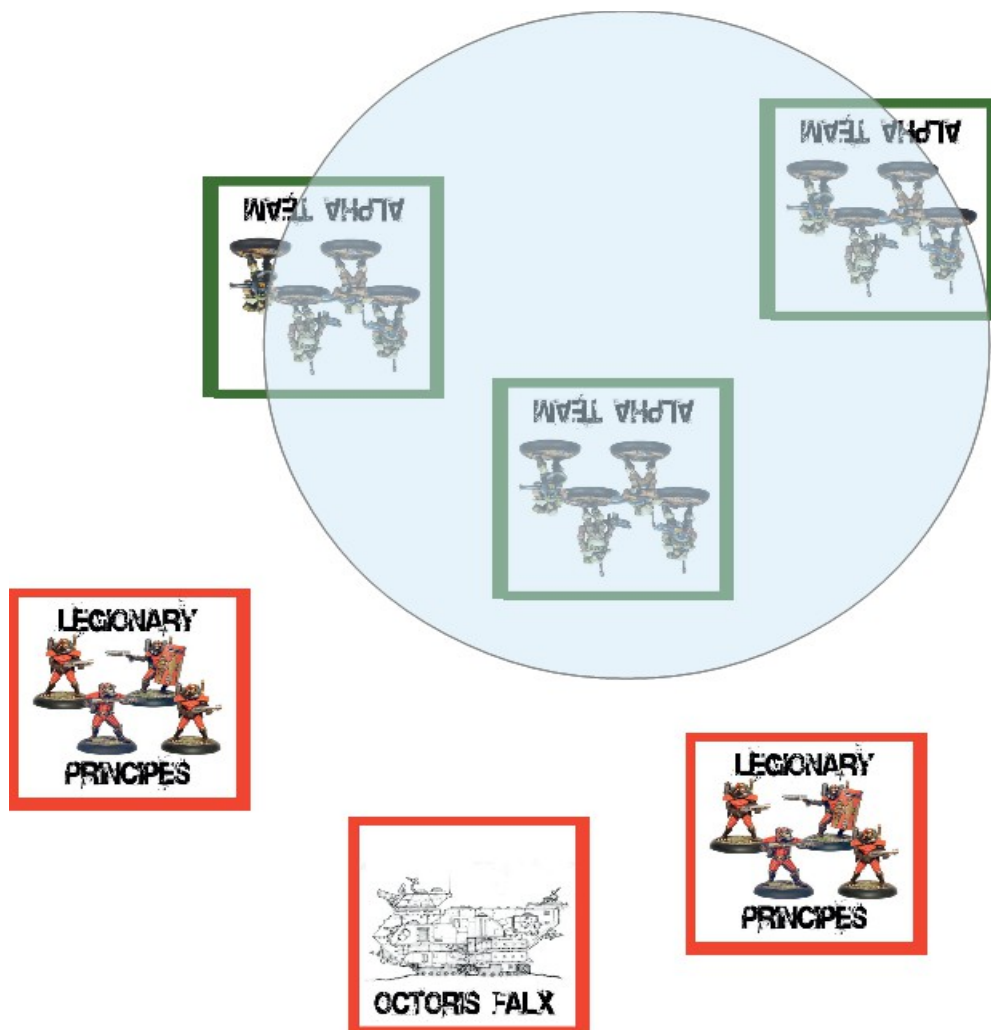 ALPHA TEAM
ALPHA TEAM
ALPHA TEAM
LEGIONARY
PRINCIPES
LEGIONARY
PRINCIPES
OCTORIS FALX